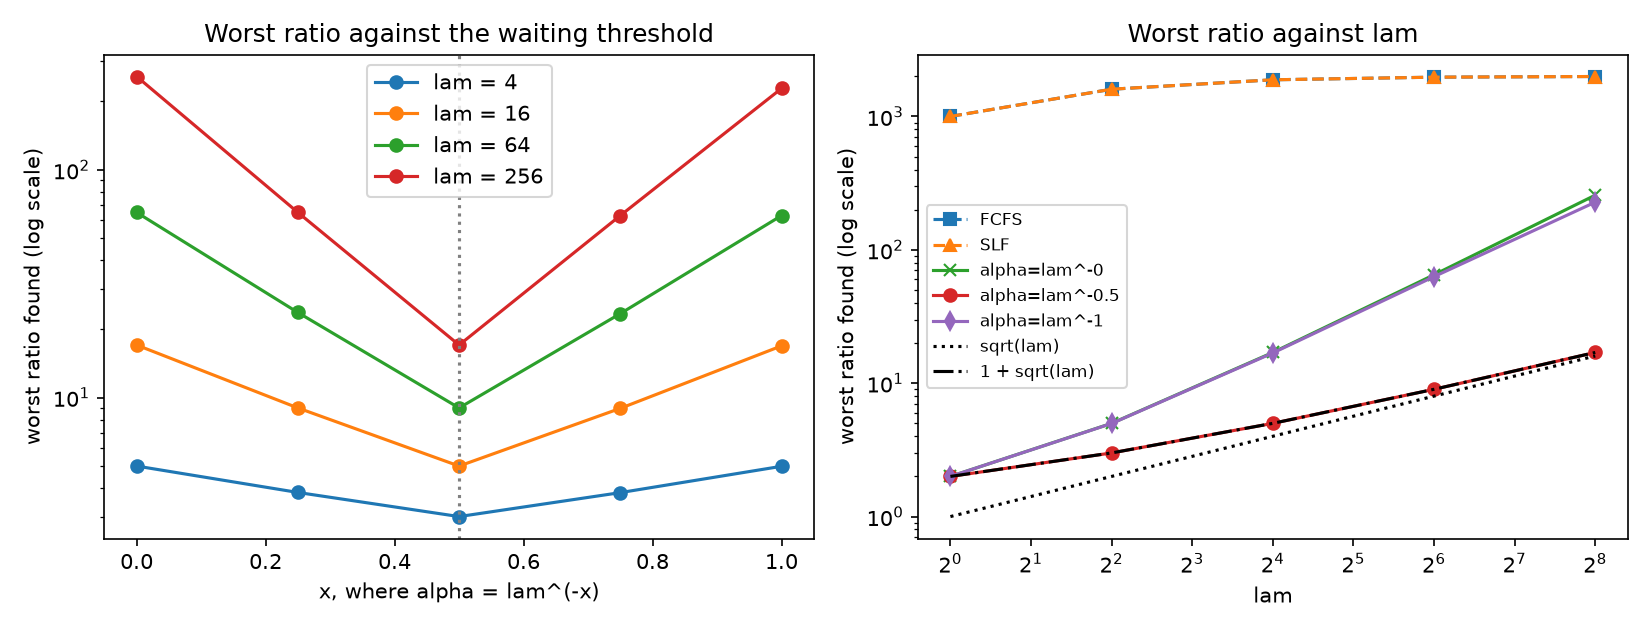 Worst ratio against the waiting threshold
worst ratio found (log scale)
10²
10¹
lam = 4
lam = 16
lam = 64
lam = 256
0.0 0.2 0.4 0.6 0.8 1.0
x, where alpha = lam^(-x)
Worst ratio against lam
worst ratio found (log scale)
10³
10²
10¹
10⁰
FCFS
SLF
alpha=lam^-0
alpha=lam^-0.5
alpha=lam^-1
sqrt(lam)
1 + sqrt(lam)
2⁰ 2¹ 2² 2³ 2⁴ 2⁵ 2⁶ 2⁷ 2⁸
lam